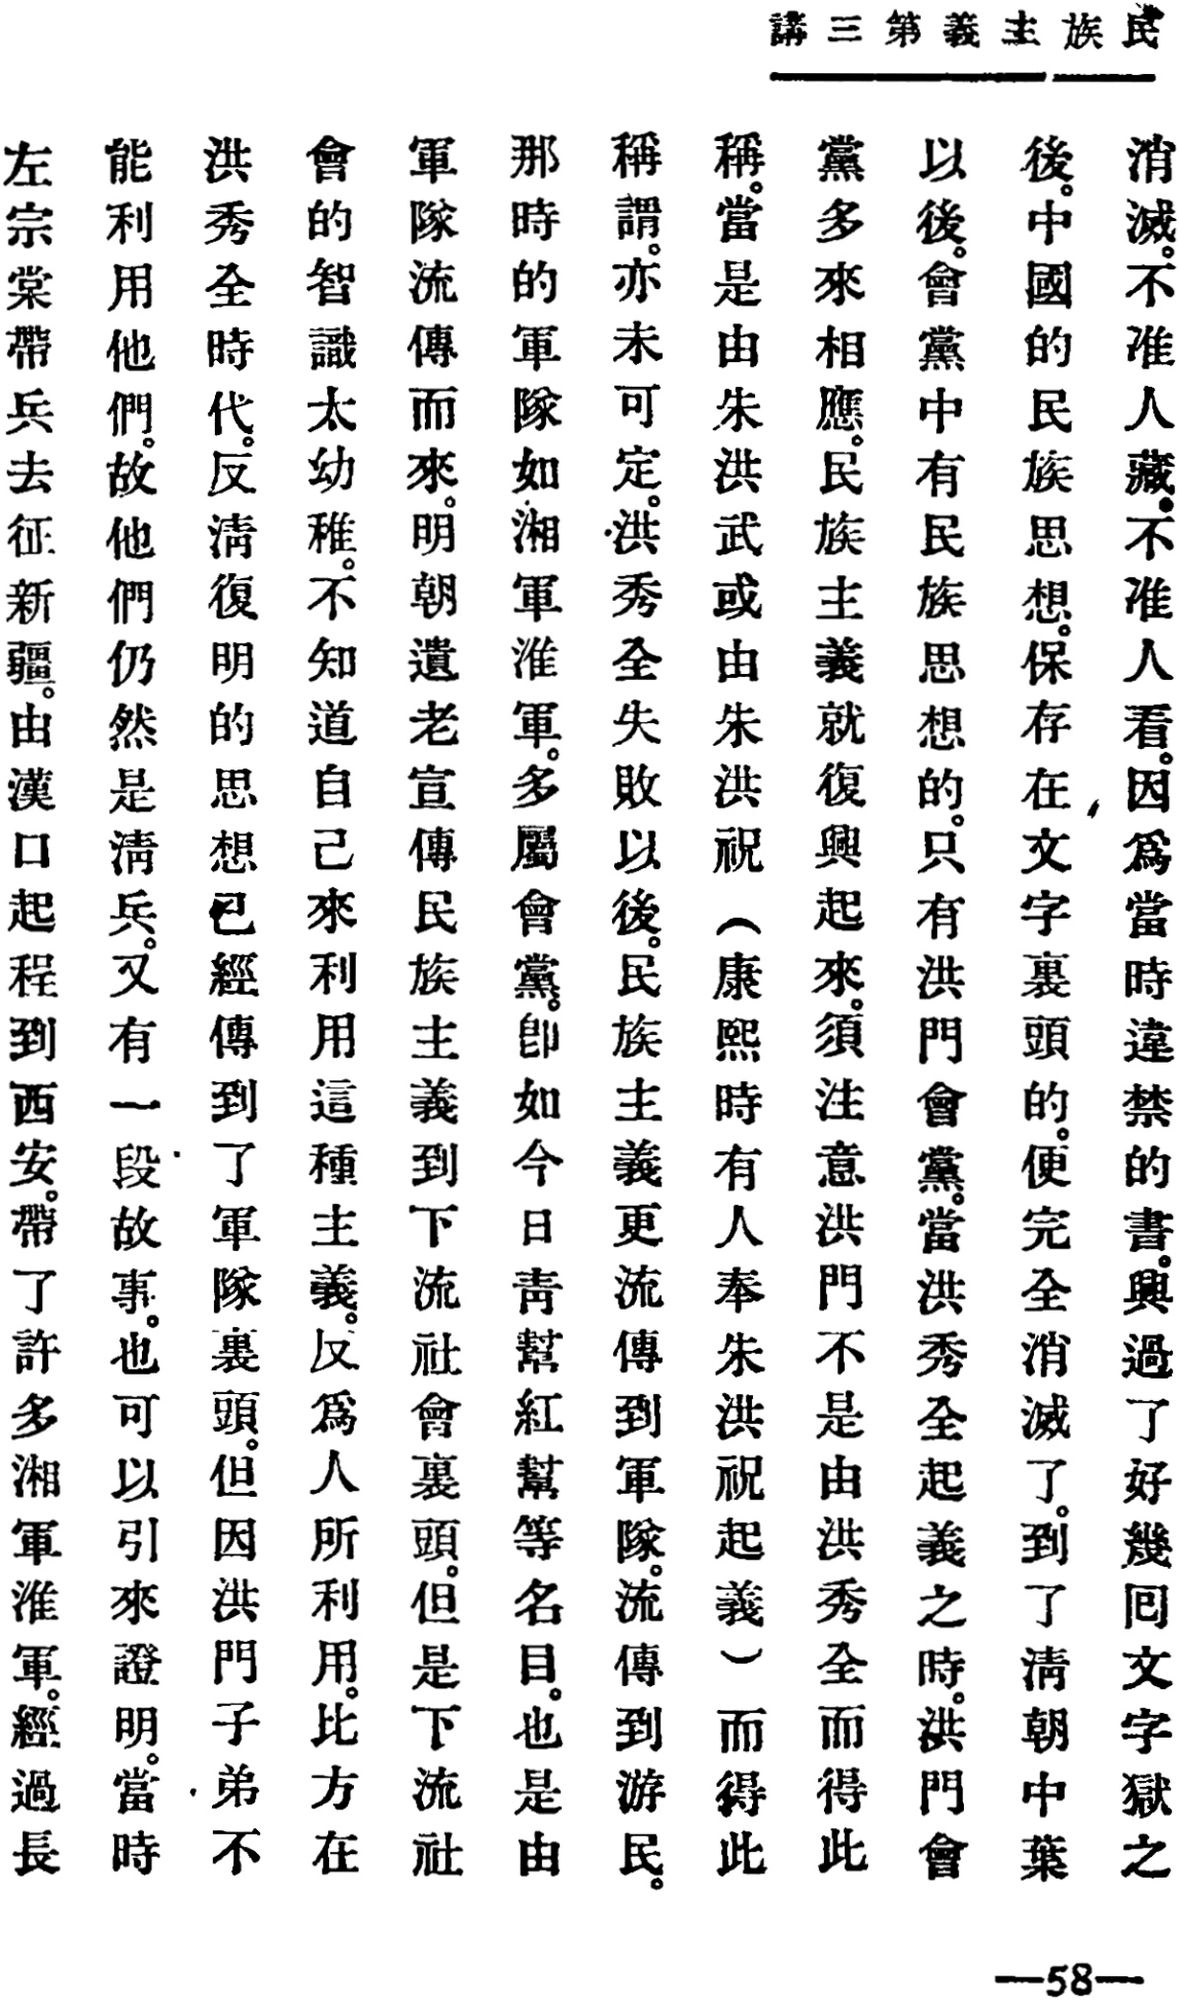 民族主義第三講
消滅。不准人藏。不准人看。因爲當時違禁的書。興過了好幾回文字獄之
後。中國的民族思想。保存在文字裏頭的。便完全消滅了。到了淸朝中葉
以後。會黨中有民族思想的。只有洪門會黨。當洪秀全起義之時。洪門會
黨多來相應。民族主義就復興起來。須注意洪門不是由洪秀全而得此
稱。當是由朱洪武或由朱洪祝（康熙時有人奉朱洪祝起義）而得此
稱謂。亦未可定。洪秀全失敗以後。民族主義更流傳到軍隊。流傳到游民。
那時的軍隊如湘軍淮軍。多屬會黨。卽如今日靑幫紅幫等名目。也是由
軍隊流傳而來。明朝遺老宣傳民族主義到下流社會裏頭。但是下流社
會的智識太幼稚。不知道自己來利用這種主義。反爲人所利用。比方在
洪秀全時代。反淸復明的思想已經傳到了軍隊裏頭。但因洪門子弟不
能利用他們。故他們仍然是淸兵。又有一段故事。也可以引來證明。當時
左宗棠帶兵去征新疆。由漢口起程到西安。帶了許多湘軍淮軍。經過長
—58—